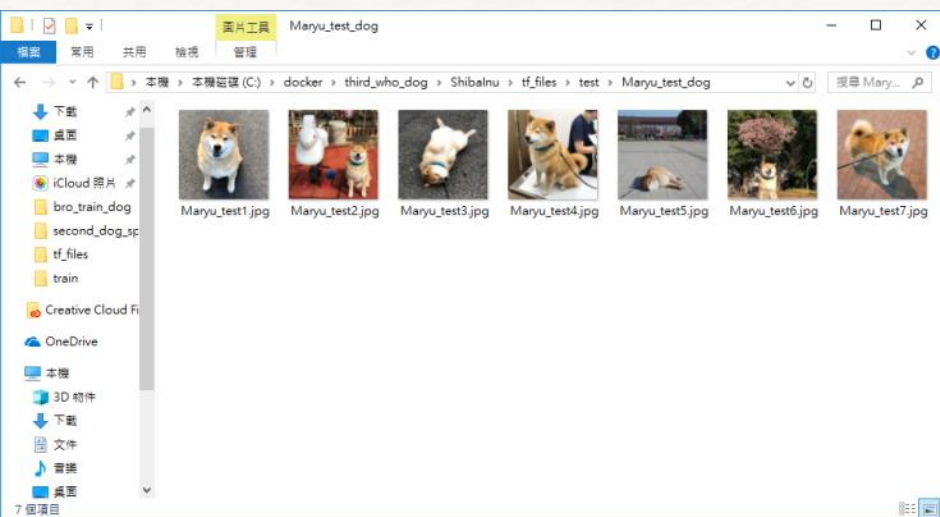 圖片工具 Maryu_test_dog
檔案 常用 共用 檢視 管理
本機 › 本機磁碟 (C:) › docker › third_who_dog › ShibaInu › tf_files › test › Maryu_test_dog
搜尋 Mary...
下載
桌面
本機
iCloud 照片
bro_train_dog
second_dog_sp
tf_files
train
Creative Cloud Fi
OneDrive
本機
3D 物件
下載
文件
音樂
桌面
Maryu_test1.jpg Maryu_test2.jpg Maryu_test3.jpg Maryu_test4.jpg Maryu_test5.jpg Maryu_test6.jpg Maryu_test7.jpg
7 個項目